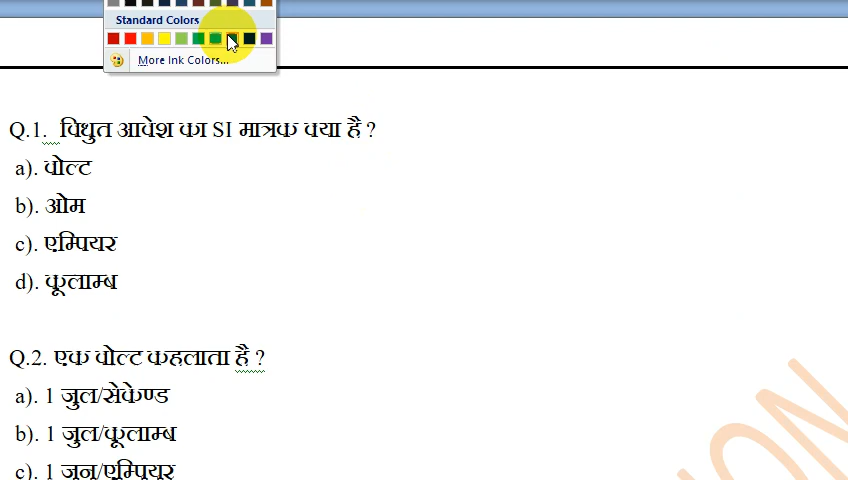 Standard Colors
More Ink Colors...
Q.1. विधुत आवेश का SI मात्रक क्या है ?
a). वोल्ट
b). ओम
c). एम्पियर
d). कूलाम्ब
Q.2. एक वोल्ट कहलाता है ?
a). 1 जुल/सेकेण्ड
b). 1 जुल/कूलाम्ब
c). 1 जुन/एम्पियर
ION